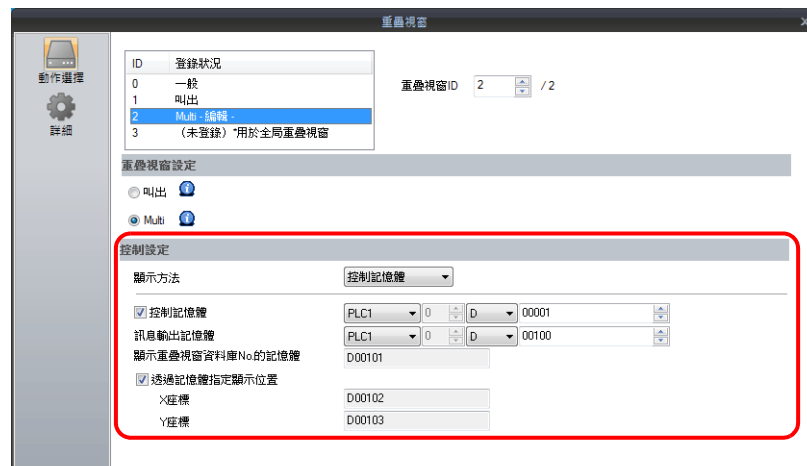 重疊視窗
x
動作選擇
詳細
ID 登錄狀況
0 一般
1 叫出
2 Multi - 編輯 -
3 （未登錄）*用於全局重疊視窗
重疊視窗ID 2 / 2
重疊視窗設定
叫出
Multi
控制設定
顯示方法 控制記憶體
控制記憶體 PLC1 0 D 00001
訊息輸出記憶體 PLC1 0 D 00100
顯示重疊視窗資料庫No.的記憶體 D00101
透過記憶體指定顯示位置
X座標 D00102
Y座標 D00103